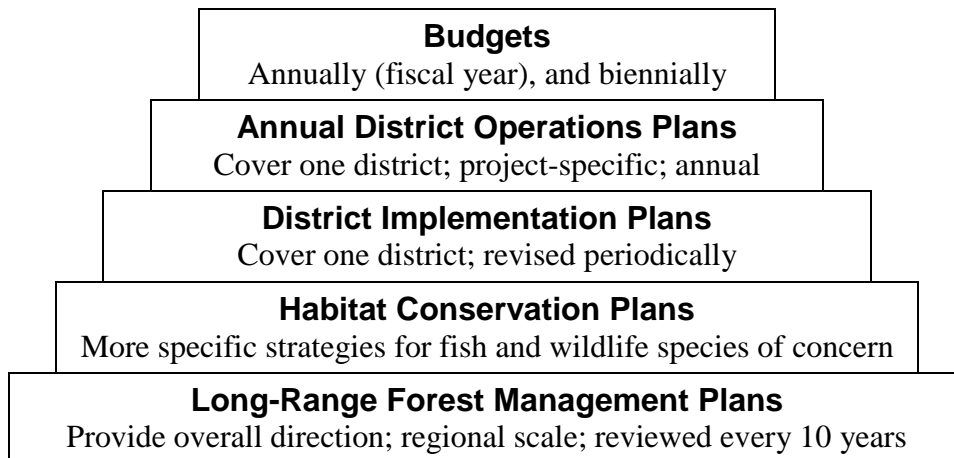 Budgets
Annually (fiscal year), and biennially
Annual District Operations Plans
Cover one district; project-specific; annual
District Implementation Plans
Cover one district; revised periodically
Habitat Conservation Plans
More specific strategies for fish and wildlife species of concern
Long-Range Forest Management Plans
Provide overall direction; regional scale; reviewed every 10 years